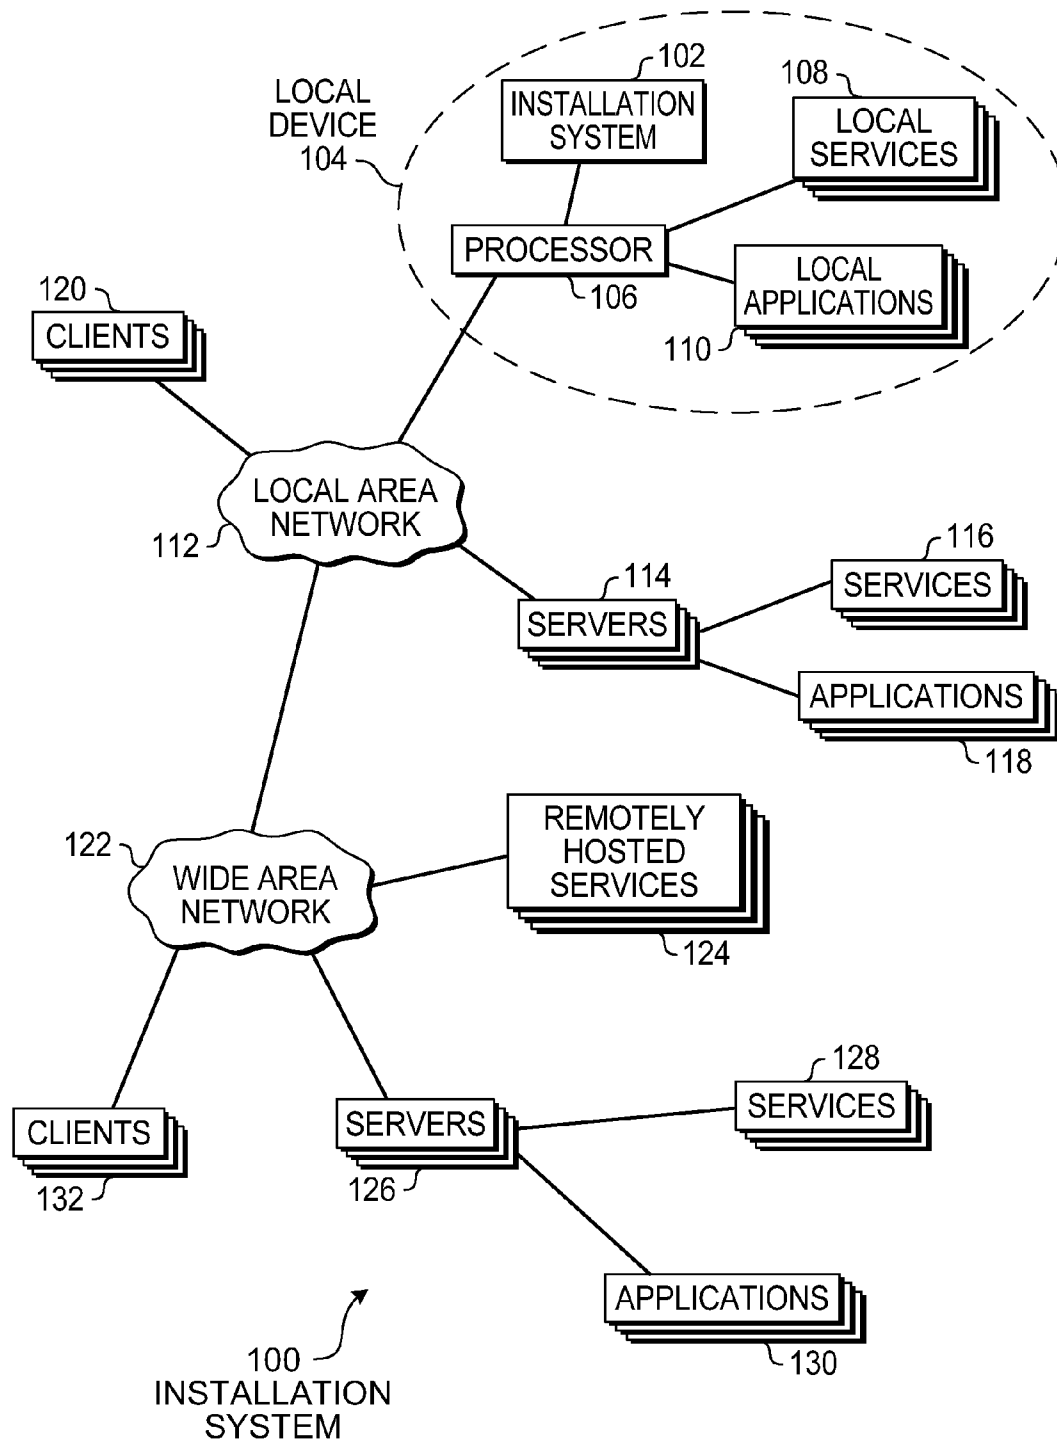 102
INSTALLATION
SYSTEM
108
LOCAL
SERVICES
LOCAL
DEVICE
104
PROCESSOR
106
LOCAL
APPLICATIONS
110
120
CLIENTS
LOCAL AREA
NETWORK
112
114
SERVERS
116
SERVICES
APPLICATIONS
118
122
WIDE AREA
NETWORK
REMOTELY
HOSTED
SERVICES
124
CLIENTS
132
SERVERS
126
128
SERVICES
APPLICATIONS
130
100
INSTALLATION
SYSTEM